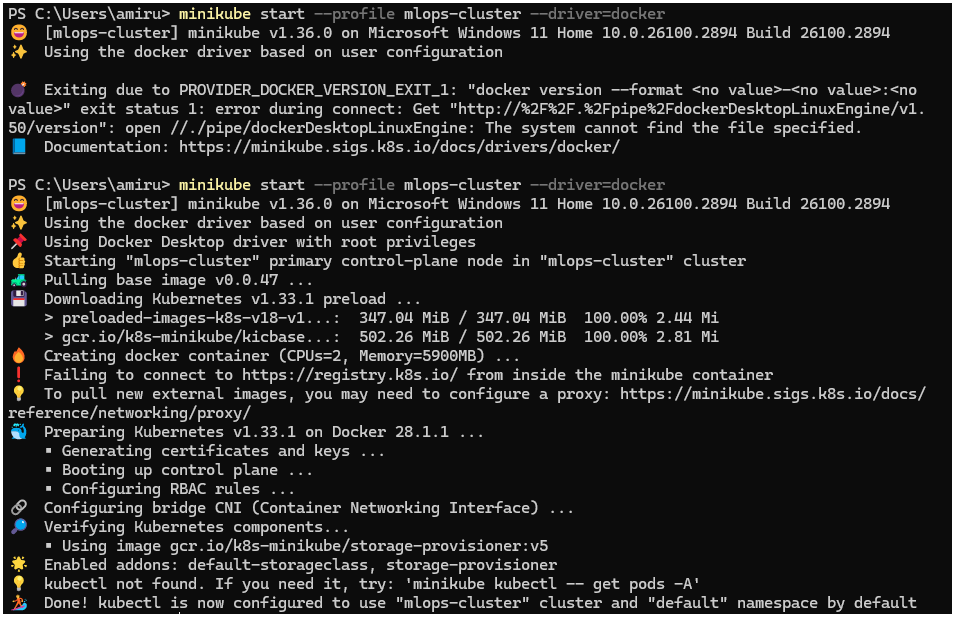 PS C:\Users\amiru> minikube start --profile mlops-cluster --driver=docker
😄 [mlops-cluster] minikube v1.36.0 on Microsoft Windows 11 Home 10.0.26100.2894 Build 26100.2894
✨ Using the docker driver based on user configuration
💣 Exiting due to PROVIDER_DOCKER_VERSION_EXIT_1: "docker version --format <no value>-<no value>:<no
value>" exit status 1: error during connect: Get "http://%2F%2F.%2Fpipe%2FdockerDesktopLinuxEngine/v1.
50/version": open //./pipe/dockerDesktopLinuxEngine: The system cannot find the file specified.
📘 Documentation: https://minikube.sigs.k8s.io/docs/drivers/docker/
PS C:\Users\amiru> minikube start --profile mlops-cluster --driver=docker
😄 [mlops-cluster] minikube v1.36.0 on Microsoft Windows 11 Home 10.0.26100.2894 Build 26100.2894
✨ Using the docker driver based on user configuration
📌 Using Docker Desktop driver with root privileges
👍 Starting "mlops-cluster" primary control-plane node in "mlops-cluster" cluster
🚜 Pulling base image v0.0.47 ...
💾 Downloading Kubernetes v1.33.1 preload ...
> preloaded-images-k8s-v18-v1...: 347.04 MiB / 347.04 MiB 100.00% 2.44 Mi
> gcr.io/k8s-minikube/kicbase...: 502.26 MiB / 502.26 MiB 100.00% 2.81 Mi
🔥 Creating docker container (CPUs=2, Memory=5900MB) ...
❗ Failing to connect to https://registry.k8s.io/ from inside the minikube container
💡 To pull new external images, you may need to configure a proxy: https://minikube.sigs.k8s.io/docs/
reference/networking/proxy/
🐳 Preparing Kubernetes v1.33.1 on Docker 28.1.1 ...
▪ Generating certificates and keys ...
▪ Booting up control plane ...
▪ Configuring RBAC rules ...
🔗 Configuring bridge CNI (Container Networking Interface) ...
🔎 Verifying Kubernetes components...
▪ Using image gcr.io/k8s-minikube/storage-provisioner:v5
🌟 Enabled addons: default-storageclass, storage-provisioner
💡 kubectl not found. If you need it, try: 'minikube kubectl -- get pods -A'
🏄 Done! kubectl is now configured to use "mlops-cluster" cluster and "default" namespace by default